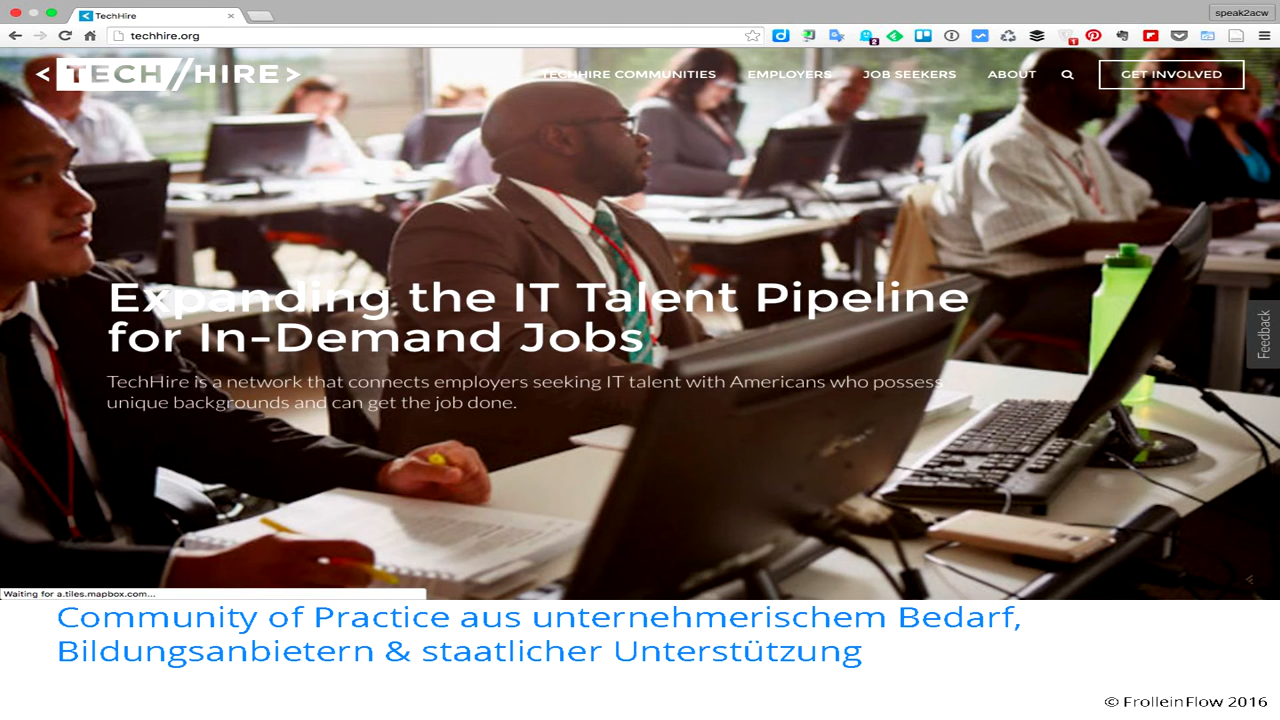 TechHire
speak2acw
techhire.org
2
1
< TECH//HIRE >
TECHHIRE COMMUNITIES EMPLOYERS JOB SEEKERS ABOUT GET INVOLVED
Expanding the IT Talent Pipeline
for In-Demand Jobs
Feedback
TechHire is a network that connects employers seeking IT talent with Americans who possess
unique backgrounds and can get the job done.
Waiting for a.tiles.mapbox.com...
Community of Practice aus unternehmerischem Bedarf,
Bildungsanbietern & staatlicher Unterstützung
© FrolleinFlow 2016